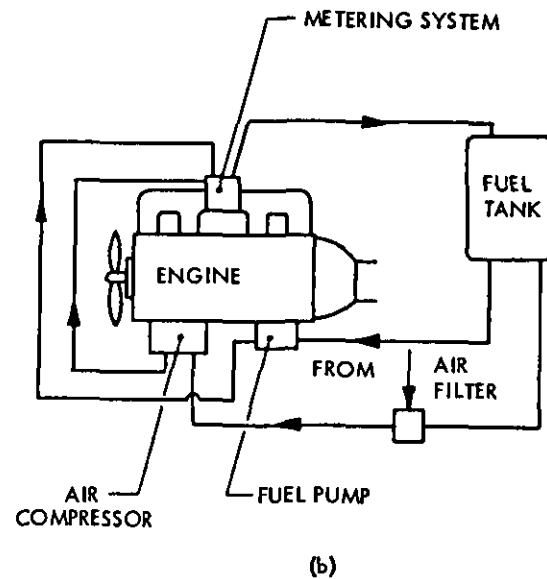 METERING SYSTEM
FUEL
TANK
ENGINE
FROM
AIR
FILTER
AIR
COMPRESSOR
FUEL PUMP
(b)